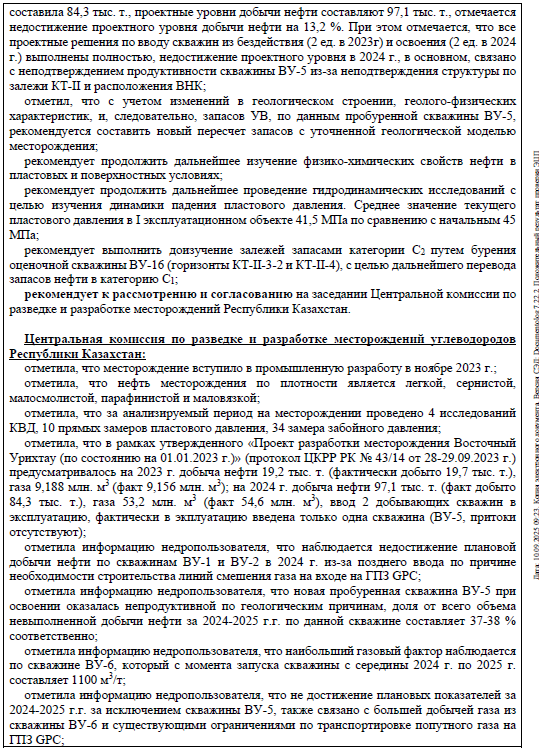 составила 84,3 тыс. т., проектные уровни добычи нефти составляют 97,1 тыс. т., отмечается
недостижение проектного уровня добычи нефти на 13,2 %. При этом отмечается, что все
проектные решения по вводу скважин из бездействия (2 ед. в 2023г) и освоения (2 ед. в 2024
г.) выполнены полностью, недостижение проектного уровня в 2024 г., в основном, связано
с неподтверждением продуктивности скважины ВУ-5 из-за неподтверждения структуры по
залежи КТ-II и расположения ВНК;
отметил, что с учетом изменений в геологическом строении, геолого-физических
характеристик, и, следовательно, запасов УВ, по данным пробуренной скважины ВУ-5,
рекомендуется составить новый пересчет запасов с уточненной геологической моделью
месторождения;
рекомендует продолжить дальнейшее изучение физико-химических свойств нефти в
пластовых и поверхностных условиях;
рекомендует продолжить дальнейшее проведение гидродинамических исследований с
целью изучения динамики падения пластового давления. Среднее значение текущего
пластового давления в I эксплуатационном объекте 41,5 МПа по сравнению с начальным 45
МПа;
рекомендует выполнить доизучение залежей запасами категории С₂ путем бурения
оценочной скважины ВУ-16 (горизонты КТ-II-3-2 и КТ-II-4), с целью дальнейшего перевода
запасов нефти в категорию С₁;
рекомендует к рассмотрению и согласованию на заседании Центральной комиссии по
разведке и разработке месторождений Республики Казахстан.
Центральная комиссия по разведке и разработке месторождений углеводородов
Республики Казахстан:
отметила, что месторождение вступило в промышленную разработу в ноябре 2023 г.;
отметила, что нефть месторождения по плотности является легкой, сернистой,
малосмолистой, парафинистой и маловязкой;
отметила, что за анализируемый период на месторождении проведено 4 исследований
КВД, 10 прямых замеров пластового давления, 34 замера забойного давления;
отметила, что в рамках утвержденного «Проект разработки месторождения Восточный
Урихтау (по состоянию на 01.01.2023 г.)» (протокол ЦКРР РК № 43/14 от 28-29.09.2023 г.)
предусматривалось на 2023 г. добыча нефти 19,2 тыс. т. (фактически добыто 19,7 тыс. т.),
газа 9,188 млн. м³ (факт 9,156 млн. м³); на 2024 г. добыча нефти 97,1 тыс. т. (факт добыто
84,3 тыс. т.), газа 53,2 млн. м³ (факт 54,6 млн. м³), ввод 2 добывающих скважин в
эксплуатацию, фактически в экплуатацию введена только одна скважина (ВУ-5, притоки
отсутствуют);
отметила информацию недропользователя, что наблюдается недостижение плановой
добычи нефти по скважинам ВУ-1 и ВУ-2 в 2024 г. из-за позднего ввода по причине
необходимости строительства линий смешения газа на входе на ГПЗ GPC;
отметила информацию недропользователя, что новая пробуренная скважина ВУ-5 при
освоении оказалась непродуктивной по геологическим причинам, доля от всего объема
невыполненной добычи нефти за 2024-2025 г.г. по данной скважине составляет 37-38 %
соответственно;
отметила информацию недропользователя, что наибольший газовый фактор наблюдается
по скважине ВУ-6, который с момента запуска скважины с середины 2024 г. по 2025 г.
составляет 1100 м³/т;
отметила информацию недропользователя, что не достижение плановых показателей за
2024-2025 г.г. за исключением скважины ВУ-5, также связано с большей добычей газа из
скважины ВУ-6 и существующими ограничениями по транспортировке попутного газа на
ГПЗ GPC;
Дата: 10.09.2025 09:23. Копия электронного документа. Версия СЭД: Documentolog 7.22.2. Положительный результат проверки ЭЦП